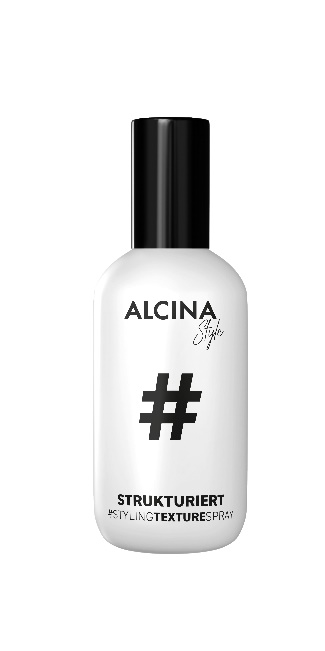 ALCINA
Style
#
STRUKTURIERT
#STYLINGTEXTURESPRAY